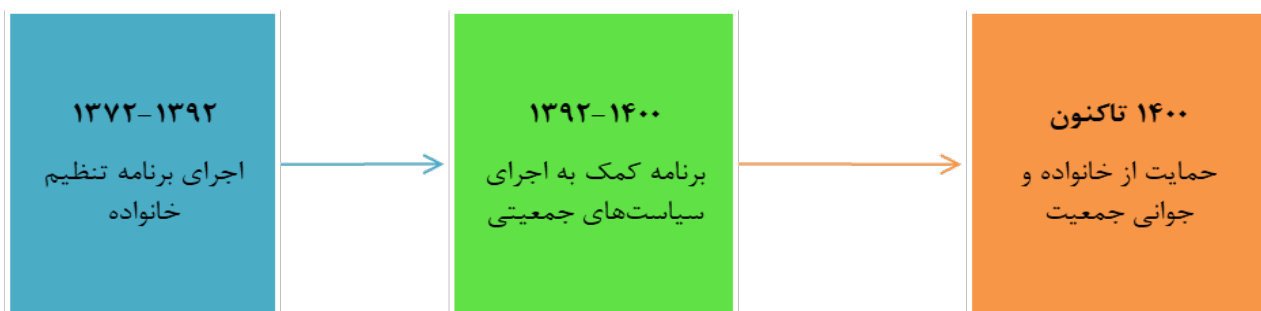 ۱۳۷۲-۱۳۹۲
اجرای برنامه تنظیم
خانواده
۱۳۹۲-۱۴۰۰
برنامه کمک به اجرای
سیاست‌های جمعیتی
۱۴۰۰ تاکنون
حمایت از خانواده و
جوانی جمعیت